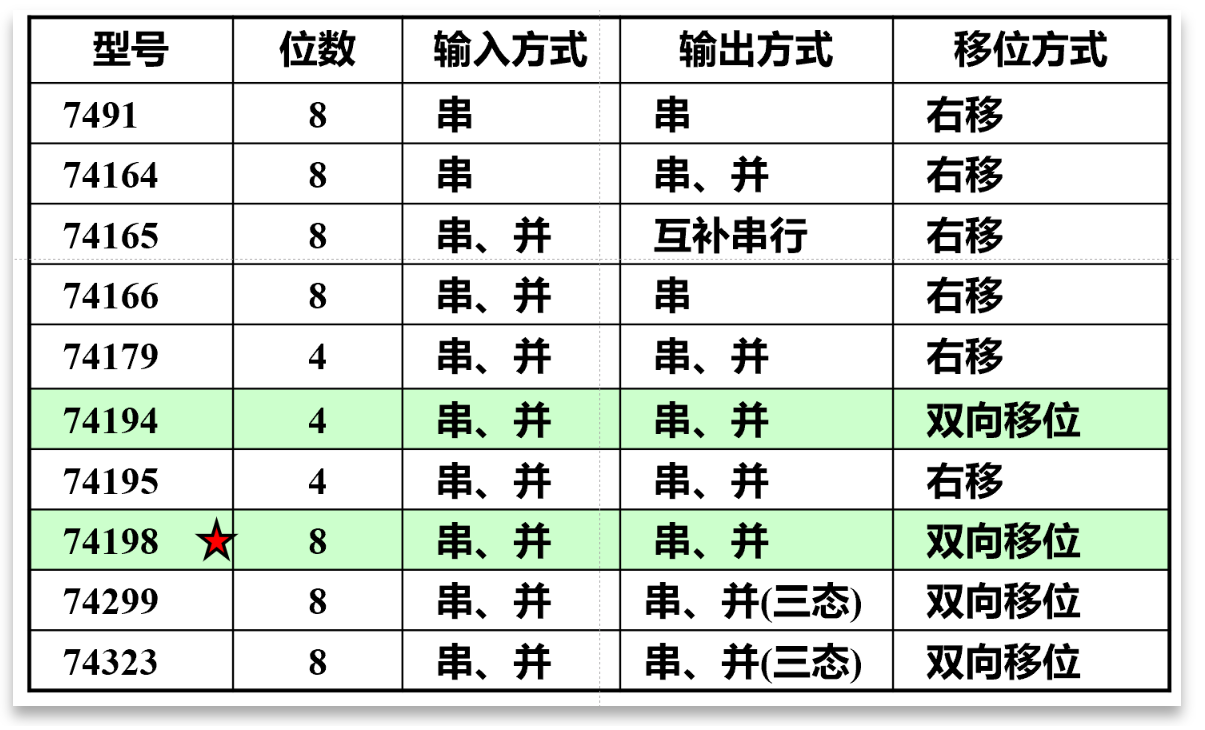 型号 位数 输入方式 输出方式 移位方式
7491 8 串 串 右移
74164 8 串 串、并 右移
74165 8 串、并 互补串行 右移
74166 8 串、并 串 右移
74179 4 串、并 串、并 右移
74194 4 串、并 串、并 双向移位
74195 4 串、并 串、并 右移
74198 8 串、并 串、并 双向移位
74299 8 串、并 串、并(三态) 双向移位
74323 8 串、并 串、并(三态) 双向移位